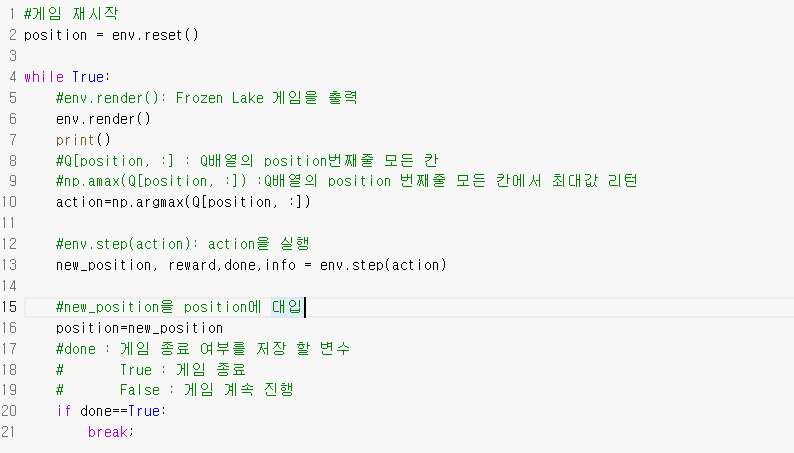 1 #게임 재시작
2 position = env.reset()
3
4 while True:
5     #env.render(): Frozen Lake 게임을 출력
6     env.render()
7     print()
8     #Q[position, :] : Q배열의 position번째줄 모든 칸
9     #np.amax(Q[position, :]) :Q배열의 position 번째줄 모든 칸에서 최대값 리턴
10     action=np.argmax(Q[position, :])
11
12     #env.step(action): action을 실행
13     new_position, reward,done,info = env.step(action)
14
15     #new_position을 position에 대입
16     position=new_position
17     #done : 게임 종료 여부를 저장 할 변수
18     #       True : 게임 종료
19     #       False : 게임 계속 진행
20     if done==True:
21         break;